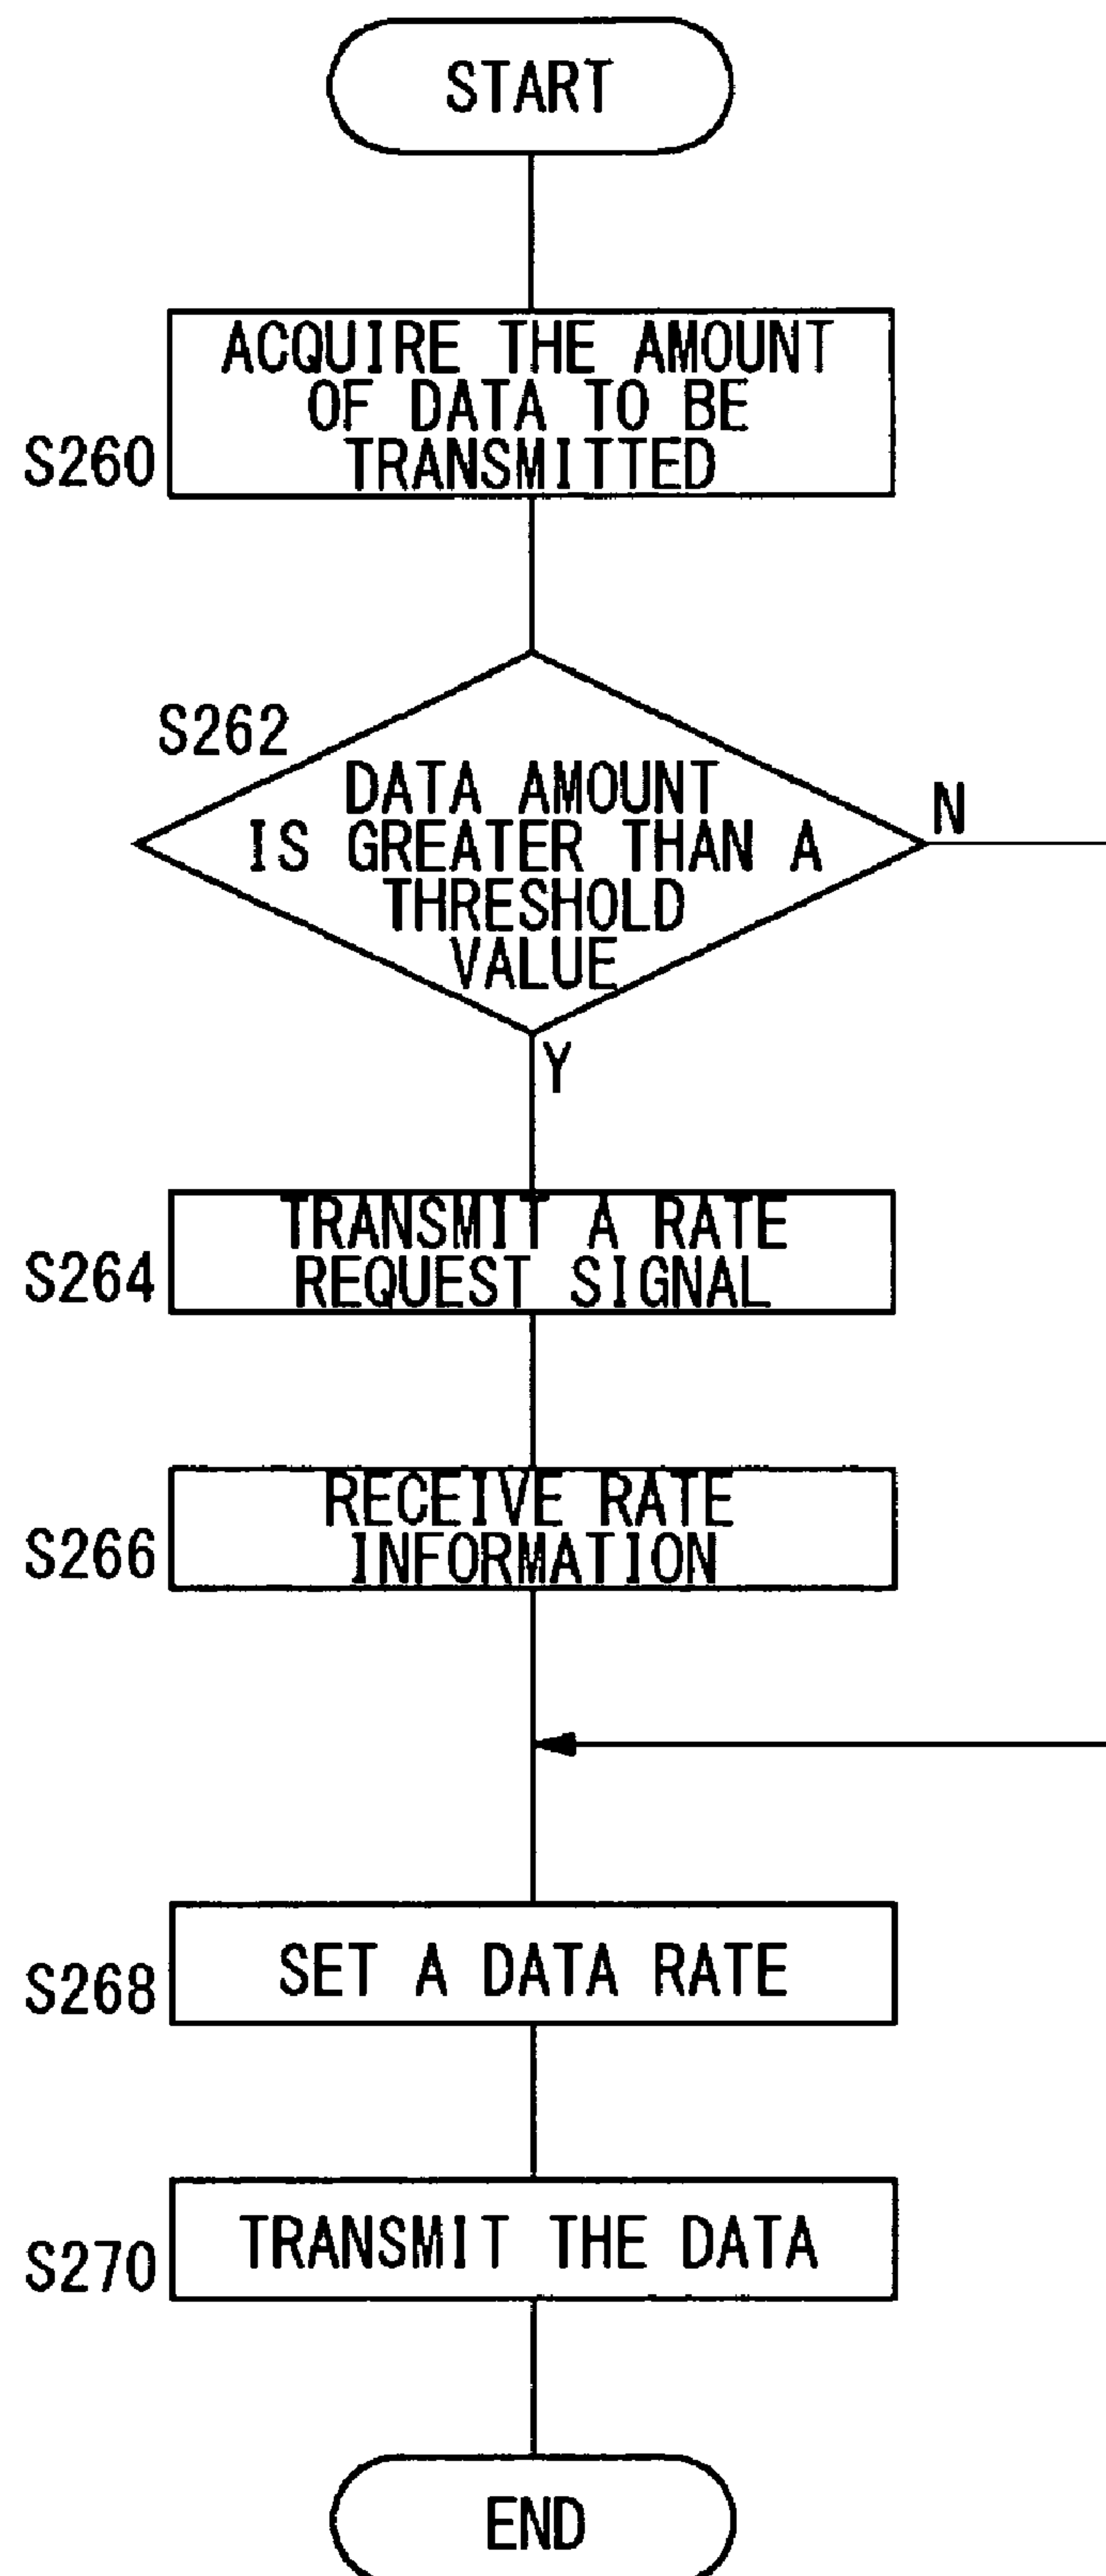 START
ACQUIRE THE AMOUNT
OF DATA TO BE
TRANSMITTED
S260
S262
DATA AMOUNT
IS GREATER THAN A
THRESHOLD
VALUE
N
Y
TRANSMIT A RATE
REQUEST SIGNAL
S264
RECEIVE RATE
INFORMATION
S266
SET A DATA RATE
S268
TRANSMIT THE DATA
S270
END